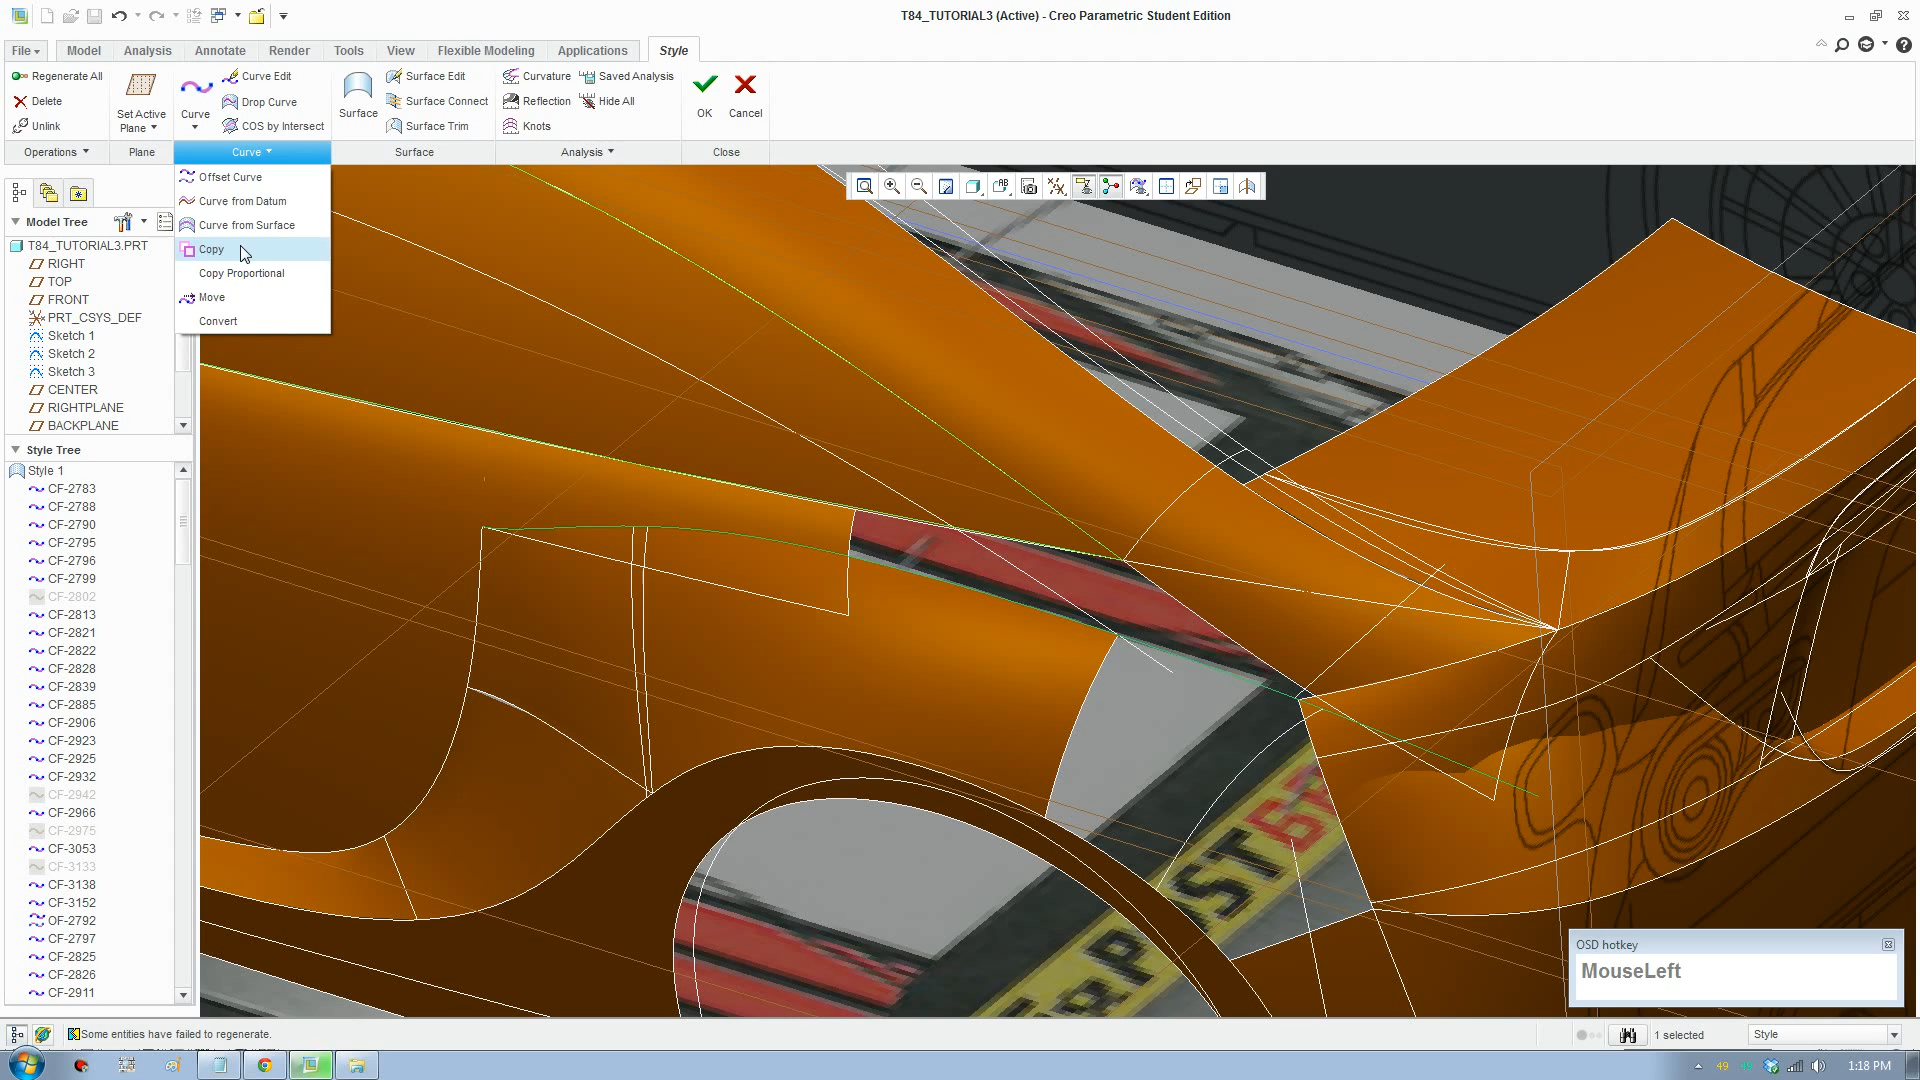 T84_TUTORIAL3 (Active) - Creo Parametric Student Edition
File
Model
Analysis
Annotate
Render
Tools
View
Flexible Modeling
Applications
Style
Regenerate All
Delete
Unlink
Set Active
Plane
Curve
Curve Edit
Drop Curve
COS by Intersect
Surface
Surface Edit
Surface Connect
Surface Trim
Curvature
Reflection
Knots
Saved Analysis
Hide All
OK
Cancel
Operations
Plane
Curve
Surface
Analysis
Close
Offset Curve
Curve from Datum
Curve from Surface
Copy
Copy Proportional
Move
Convert
Model Tree
T84_TUTORIAL3.PRT
RIGHT
TOP
FRONT
PRT_CSYS_DEF
Sketch 1
Sketch 2
Sketch 3
CENTER
RIGHTPLANE
BACKPLANE
Style Tree
Style 1
CF-2783
CF-2788
CF-2790
CF-2795
CF-2796
CF-2799
CF-2802
CF-2813
CF-2821
CF-2822
CF-2828
CF-2839
CF-2885
CF-2906
CF-2923
CF-2925
CF-2932
CF-2942
CF-2966
CF-2975
CF-3053
CF-3133
CF-3138
CF-3152
OF-2792
CF-2797
CF-2825
CF-2826
CF-2911
OSD hotkey
MouseLeft
Some entities have failed to regenerate.
1 selected
Style
49
1:18 PM